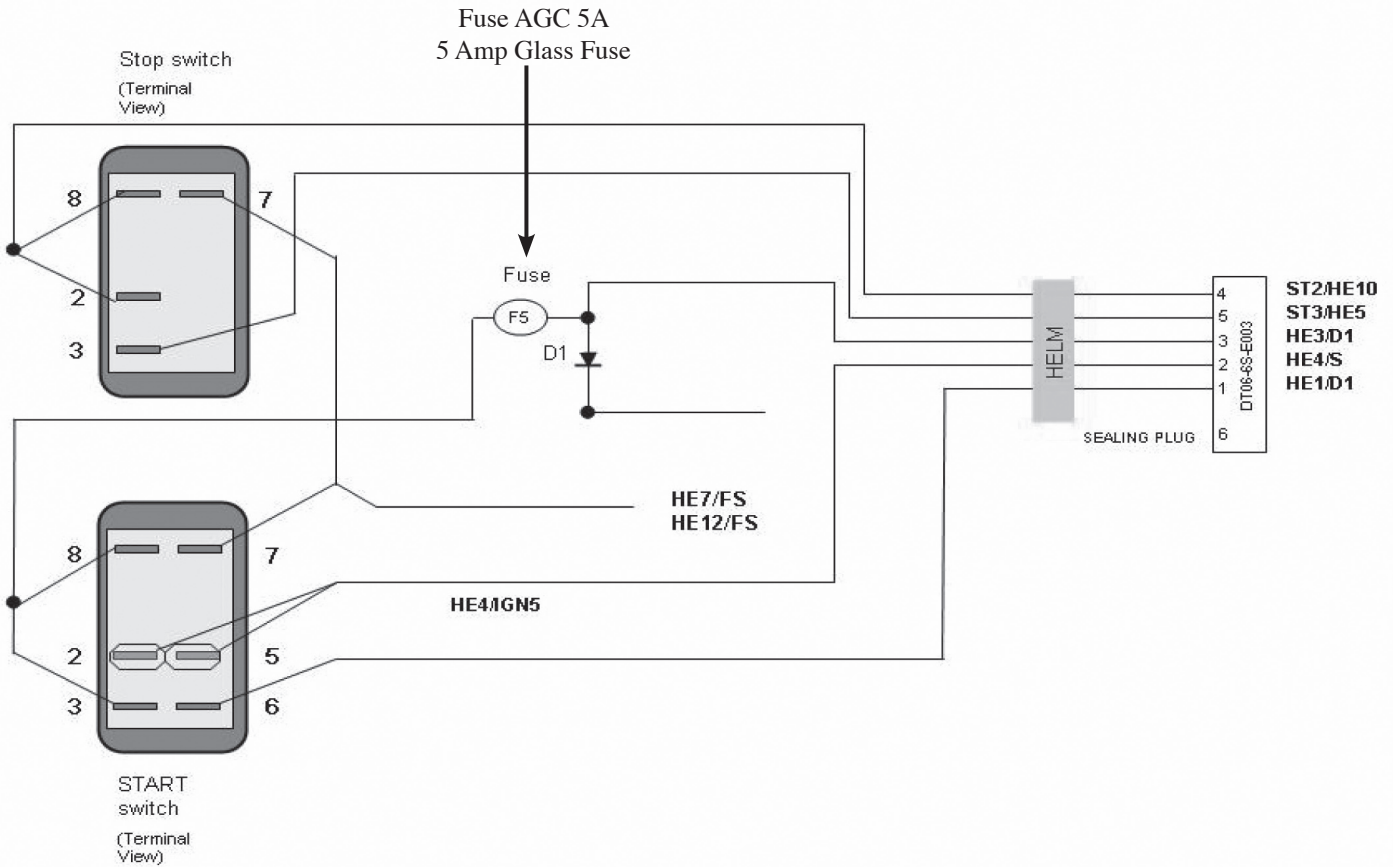 Fuse AGC 5A
5 Amp Glass Fuse
Stop switch
(Terminal
View)
8
7
2
3
Fuse
F5
D1
HELM
4
5
3
2
1
6
DT06-6S-E003
ST2/HE10
ST3/HE5
HE3/D1
HE4/S
HE1/D1
SEALING PLUG
HE7/FS
HE12/FS
HE4/IGN5
8
7
2
5
3
6
START
switch
(Terminal
View)